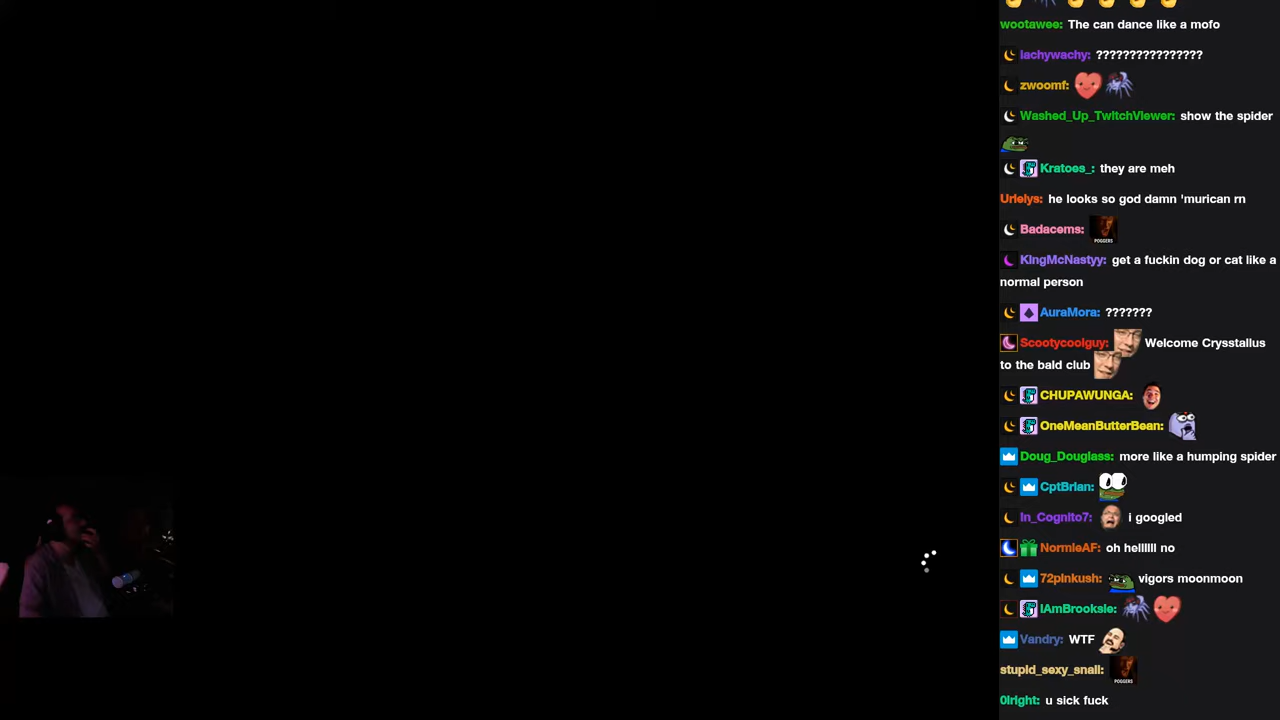 wootawee: The can dance like a mofo
lachywachy: ????????????????
zwoomf:
Washed_Up_TwitchViewer: show the spider
Kratoes_: they are meh
Urielys: he looks so god damn 'murican rn
Badacems:
POGGERS
KingMcNastyy: get a fuckin dog or cat like a
normal person
AuraMora: ???????
Scootycoolguy: Welcome Crysstallus
to the bald club
CHUPAWUNGA:
OneMeanButterBean:
Doug_Douglass: more like a humping spider
CptBrian:
In_Cognito7: i googled
NormieAF: oh hellllll no
72pinkush: vigors moonmoon
IAmBrooksie:
Vandry: WTF
stupid_sexy_snail:
POGGERS
0lright: u sick fuck